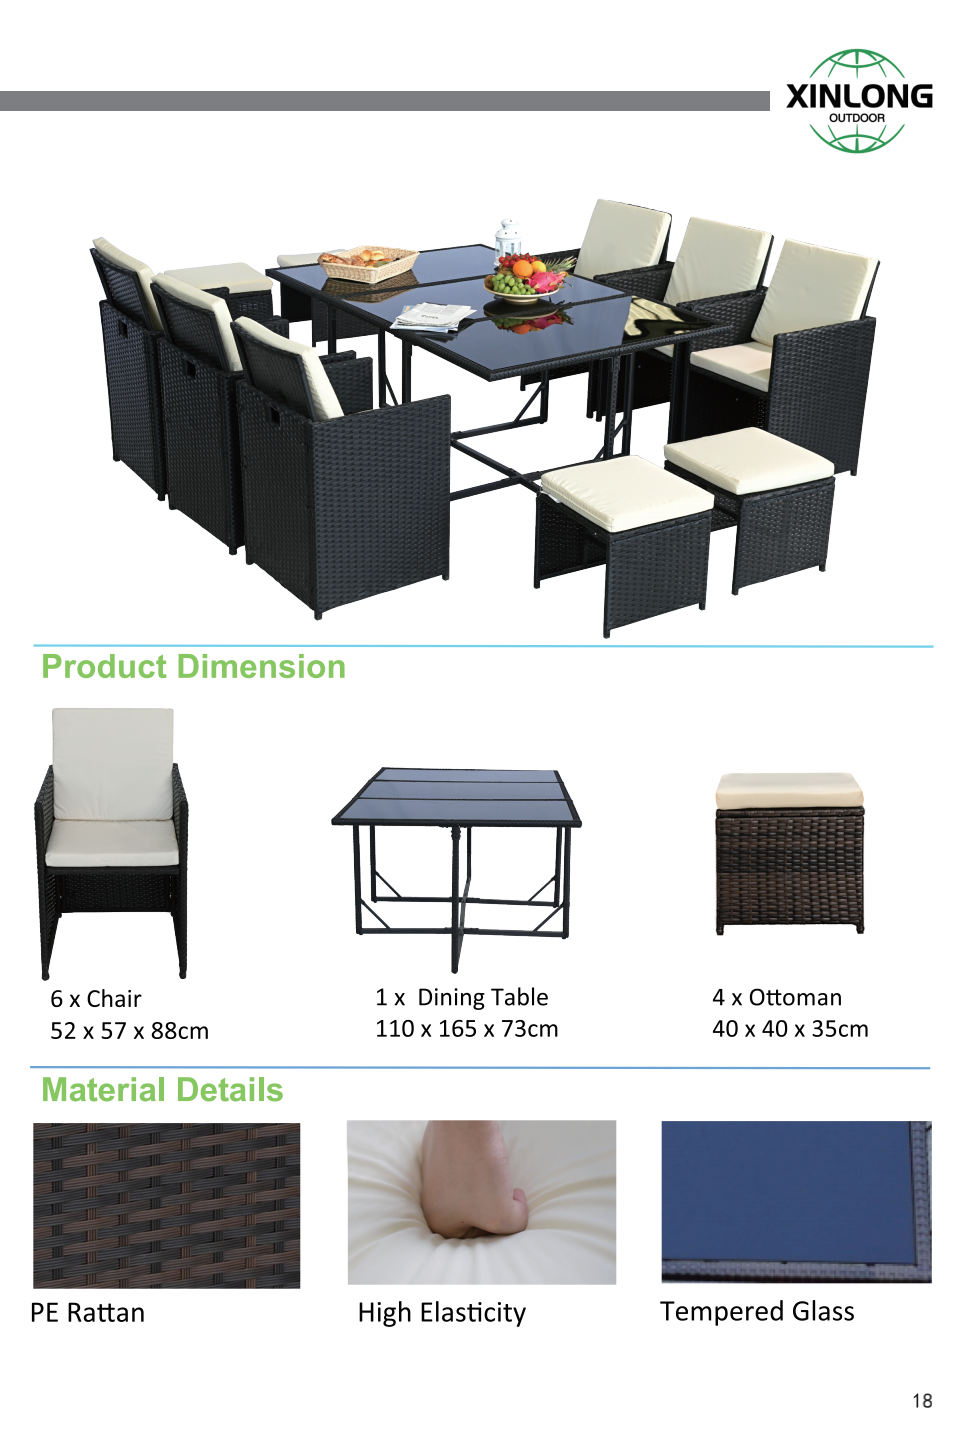 XINLONG
OUTDOOR
Product Dimension
6 x Chair
52 x 57 x 88cm
1 x  Dining Table
110 x 165 x 73cm
4 x Ottoman
40 x 40 x 35cm
Material Details
PE Rattan
High Elasticity
Tempered Glass
18